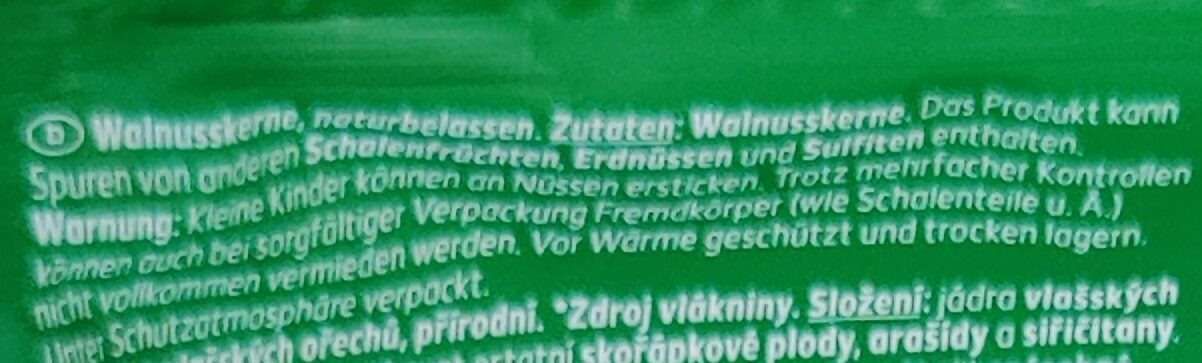 D Walnusskerne, naturbelassen. Zutaten: Walnusskerne. Das Produkt kann
Spuren von anderen Schalenfrüchten, Erdnüssen und Sulfiten enthalten.
Warnung: Kleine Kinder können an Nüssen ersticken. Trotz mehrfacher Kontrollen
können auch bei sorgfältiger Verpackung Fremdkörper (wie Schalenteile u. Ä.)
nicht vollkommen vermieden werden. Vor Wärme geschützt und trocken lagern.
Unter Schutzatmosphäre verpackt.
ořechů, přírodní. *Zdroj vlákniny. Složení: jádra vlašských
ostatní skořápkové plody, arašídy a siřičitany.